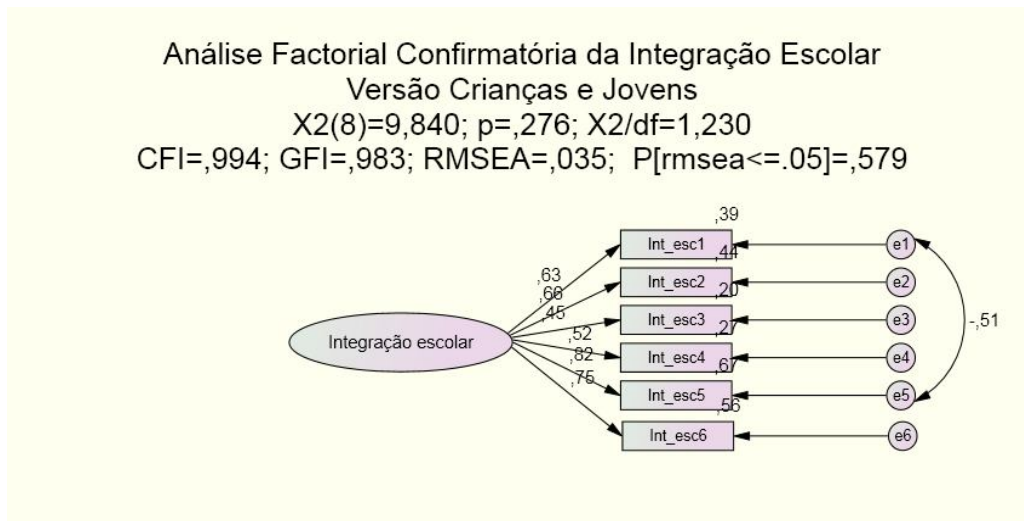 Análise Factorial Confirmatória da Integração Escolar
Versão Crianças e Jovens
X2(8)=9,840; p=,276; X2/df=1,230
CFI=,994; GFI=,983; RMSEA=,035; P[rmsea<=.05]=,579
,39
Int_esc1
e1
,44
,63
Int_esc2
e2
,66
,20
,45
Int_esc3
e3
-,51
,27
,52
Integração escolar
Int_esc4
e4
,82
,67
,75
Int_esc5
e5
,56
Int_esc6
e6